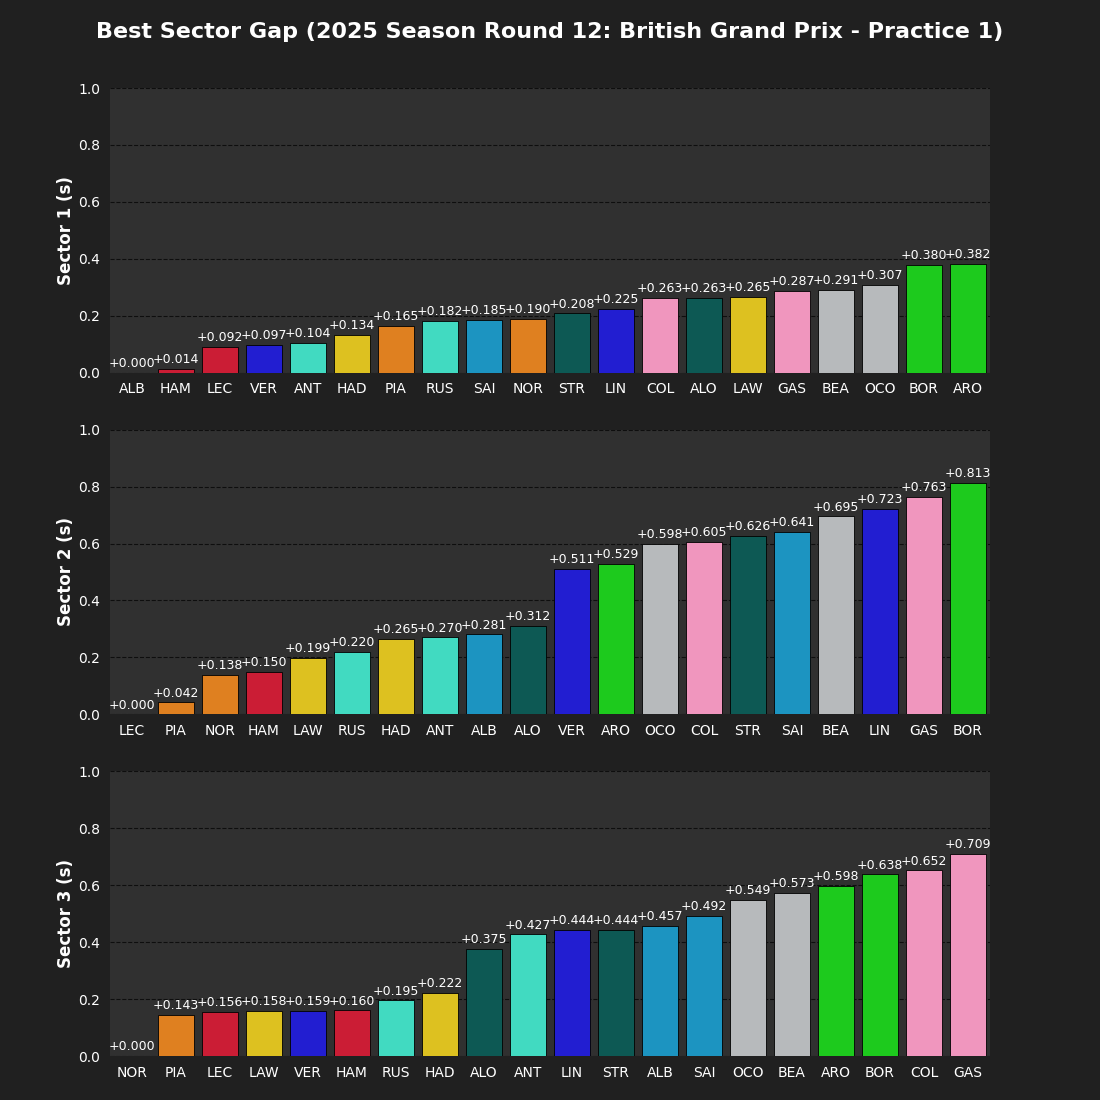 Best Sector Gap (2025 Season Round 12: British Grand Prix - Practice 1)
Sector 1 (s)
1.0
0.8
0.6
0.4
0.2
0.0
+0.000 +0.014 +0.092 +0.097 +0.104 +0.134 +0.165 +0.182 +0.185 +0.190 +0.208 +0.225 +0.263 +0.263 +0.265 +0.287 +0.291 +0.307 +0.380 +0.382
ALB HAM LEC VER ANT HAD PIA RUS SAI NOR STR LIN COL ALO LAW GAS BEA OCO BOR ARO
Sector 2 (s)
1.0
0.8
0.6
0.4
0.2
0.0
+0.000 +0.042 +0.138 +0.150 +0.199 +0.220 +0.265 +0.270 +0.281 +0.312 +0.511 +0.529 +0.598 +0.605 +0.626 +0.641 +0.695 +0.723 +0.763 +0.813
LEC PIA NOR HAM LAW RUS HAD ANT ALB ALO VER ARO OCO COL STR SAI BEA LIN GAS BOR
Sector 3 (s)
1.0
0.8
0.6
0.4
0.2
0.0
+0.000 +0.143 +0.156 +0.158 +0.159 +0.160 +0.195 +0.222 +0.375 +0.427 +0.444 +0.444 +0.457 +0.492 +0.549 +0.573 +0.598 +0.638 +0.652 +0.709
NOR PIA LEC LAW VER HAM RUS HAD ALO ANT LIN STR ALB SAI OCO BEA ARO BOR COL GAS